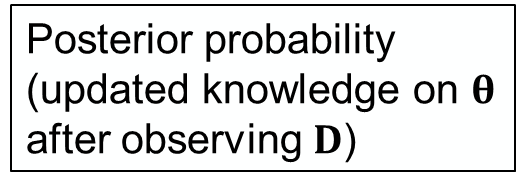 Posterior probability
(updated knowledge on θ
after observing D)